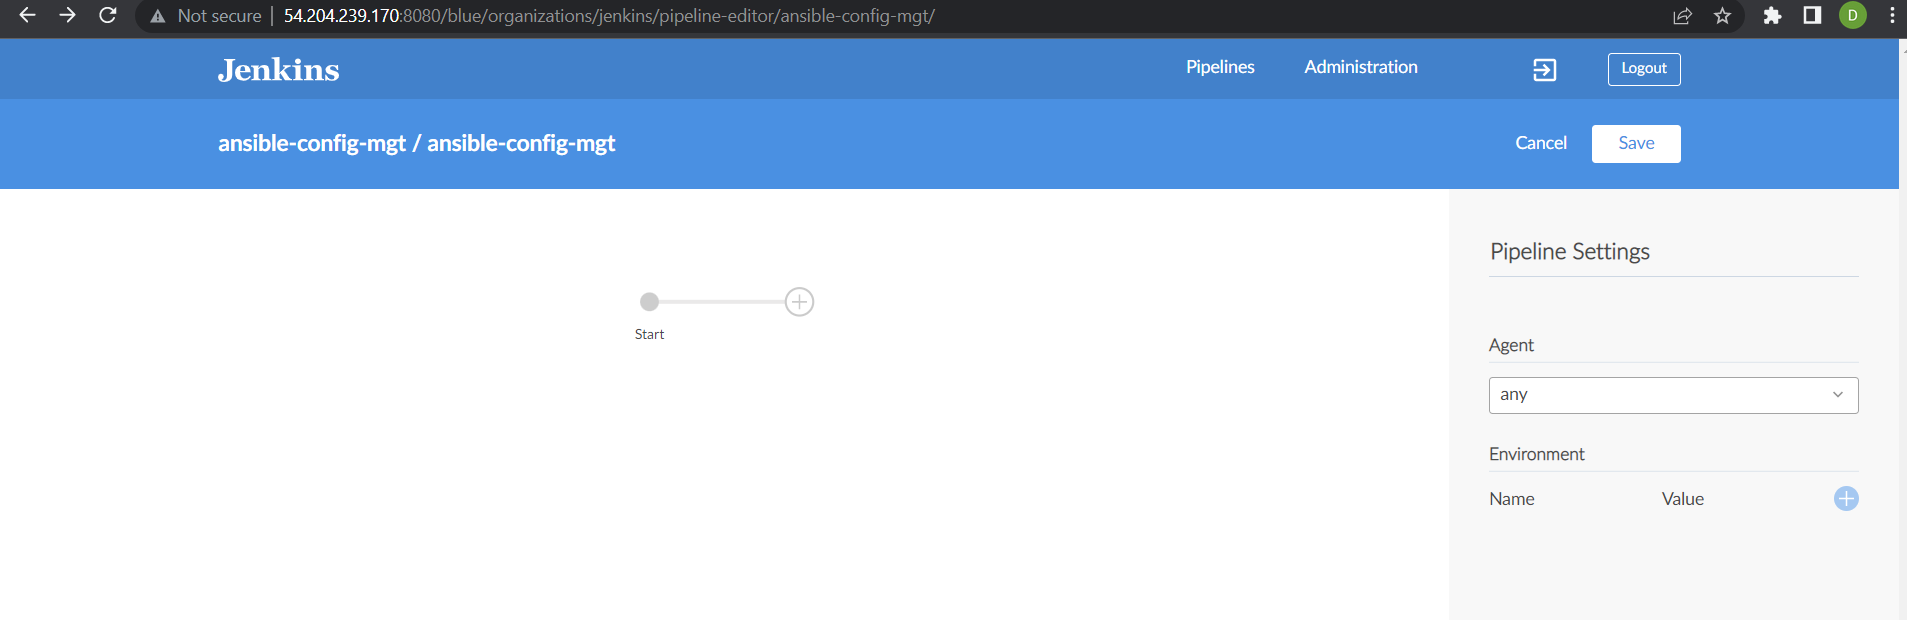 Not secure | 54.204.239.170:8080/blue/organizations/jenkins/pipeline-editor/ansible-config-mgt/
D
Jenkins
Pipelines
Administration
Logout
ansible-config-mgt / ansible-config-mgt
Cancel
Save
Start
Pipeline Settings
Agent
any
Environment
Name
Value